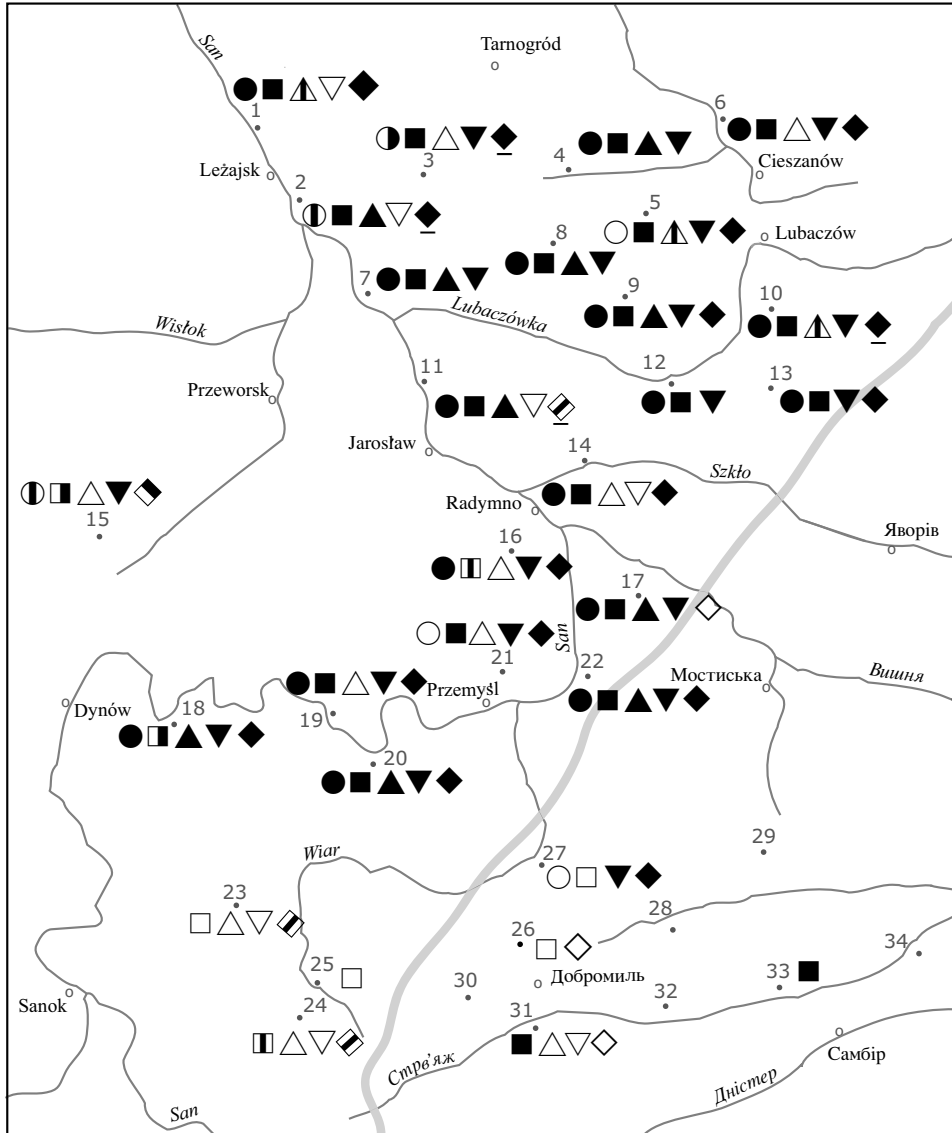 San
Tarnogród
1
6
3
4
Cieszanów
Leżajsk
2
5
8
Lubaczów
7
9
10
Lubaczówka
Wisłok
11
12
13
Przeworsk
Jarosław
14
Szkło
15
Radymno
Яворів
16
17
San
21
22
Мостиська
Вишня
Dynów
18
Przemyśl
19
20
29
Wiar
27
23
28
26
34
25
33
Добромиль
Sanok
30
32
24
31
Самбір
Стрв'яж
Дністер
San